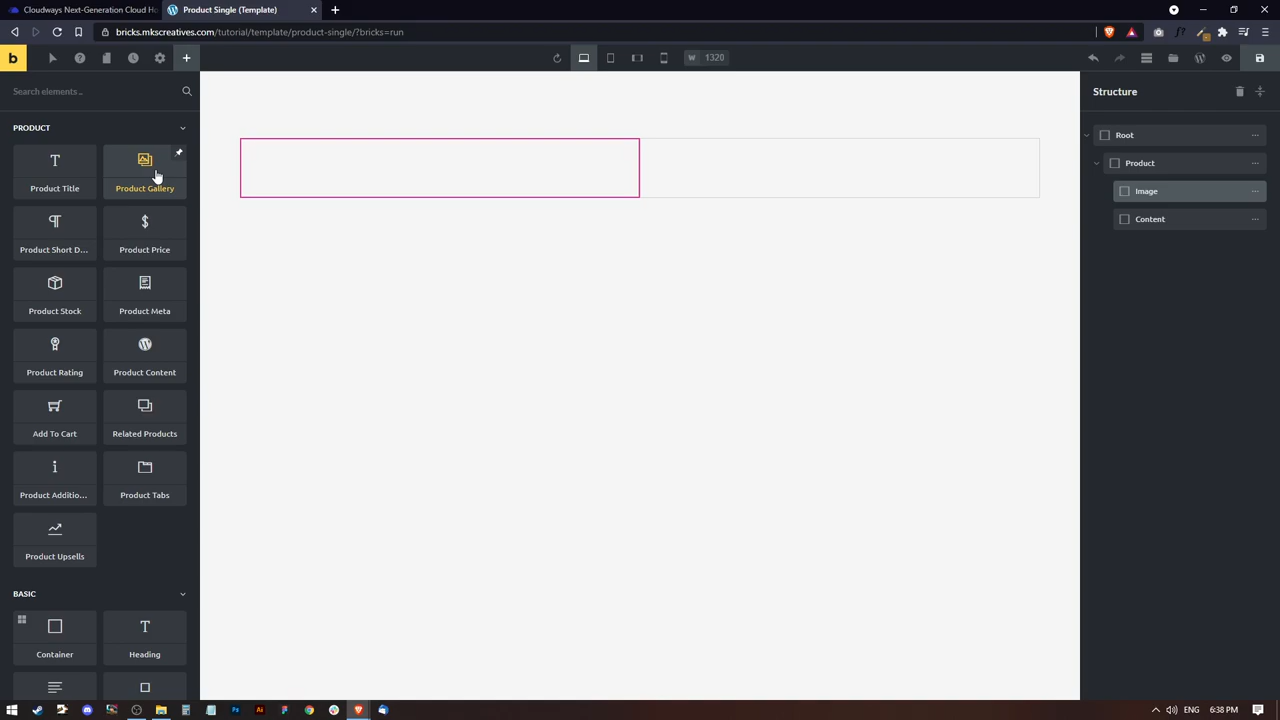 Cloudways Next-Generation Cloud Ho
Product Single (Template)
bricks.mkscreatives.com/tutorial/template/product-single/?bricks=run
b
W 1320
Search elements ..
Structure
PRODUCT
Product Title
Product Gallery
Product Short D...
Product Price
Product Stock
Product Meta
Product Rating
Product Content
Add To Cart
Related Products
Product Additio...
Product Tabs
Product Upsells
BASIC
Container
Heading
Root
Product
Image
Content
ENG
6:38 PM